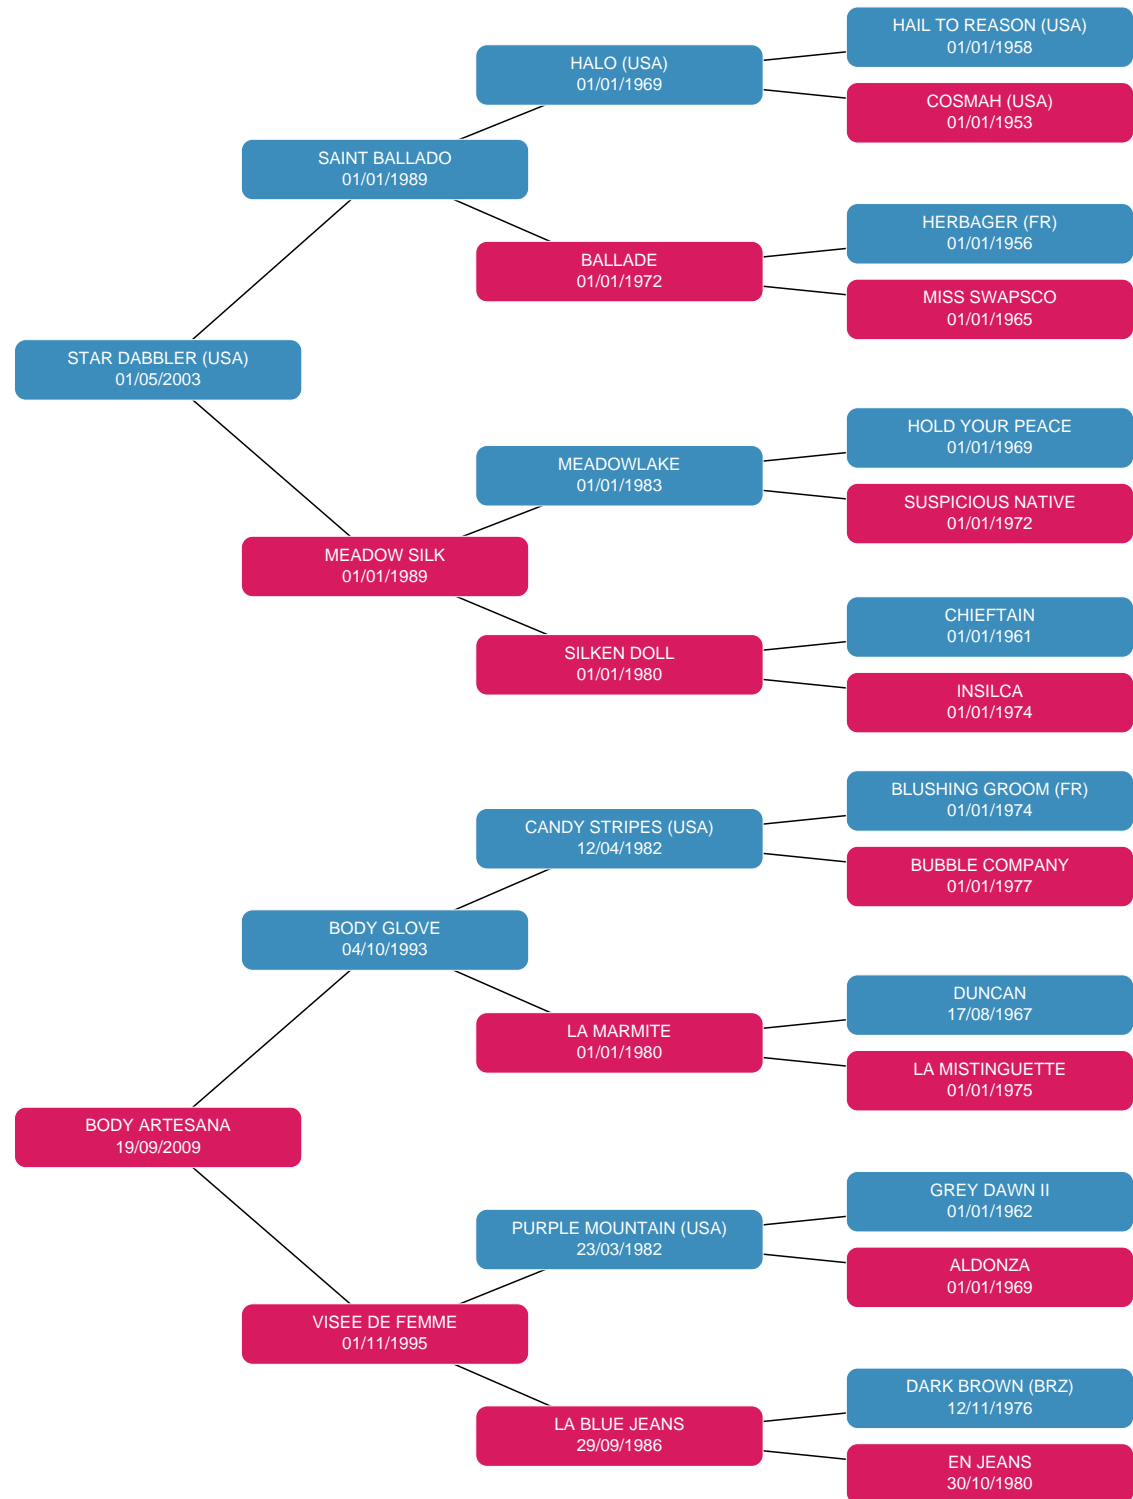 HAIL TO REASON (USA)
01/01/1958
HALO (USA)
01/01/1969
COSMAH (USA)
01/01/1953
SAINT BALLADO
01/01/1989
HERBAGER (FR)
01/01/1956
BALLADE
01/01/1972
MISS SWAPSCO
01/01/1965
STAR DABBLER (USA)
01/05/2003
HOLD YOUR PEACE
01/01/1969
MEADOWLAKE
01/01/1983
SUSPICIOUS NATIVE
01/01/1972
MEADOW SILK
01/01/1989
CHIEFTAIN
01/01/1961
SILKEN DOLL
01/01/1980
INSILCA
01/01/1974
BLUSHING GROOM (FR)
01/01/1974
CANDY STRIPES (USA)
12/04/1982
BUBBLE COMPANY
01/01/1977
BODY GLOVE
04/10/1993
DUNCAN
17/08/1967
LA MARMITE
01/01/1980
LA MISTINGUETTE
01/01/1975
BODY ARTESANA
19/09/2009
GREY DAWN II
01/01/1962
PURPLE MOUNTAIN (USA)
23/03/1982
ALDONZA
01/01/1969
VISEE DE FEMME
01/11/1995
DARK BROWN (BRZ)
12/11/1976
LA BLUE JEANS
29/09/1986
EN JEANS
30/10/1980